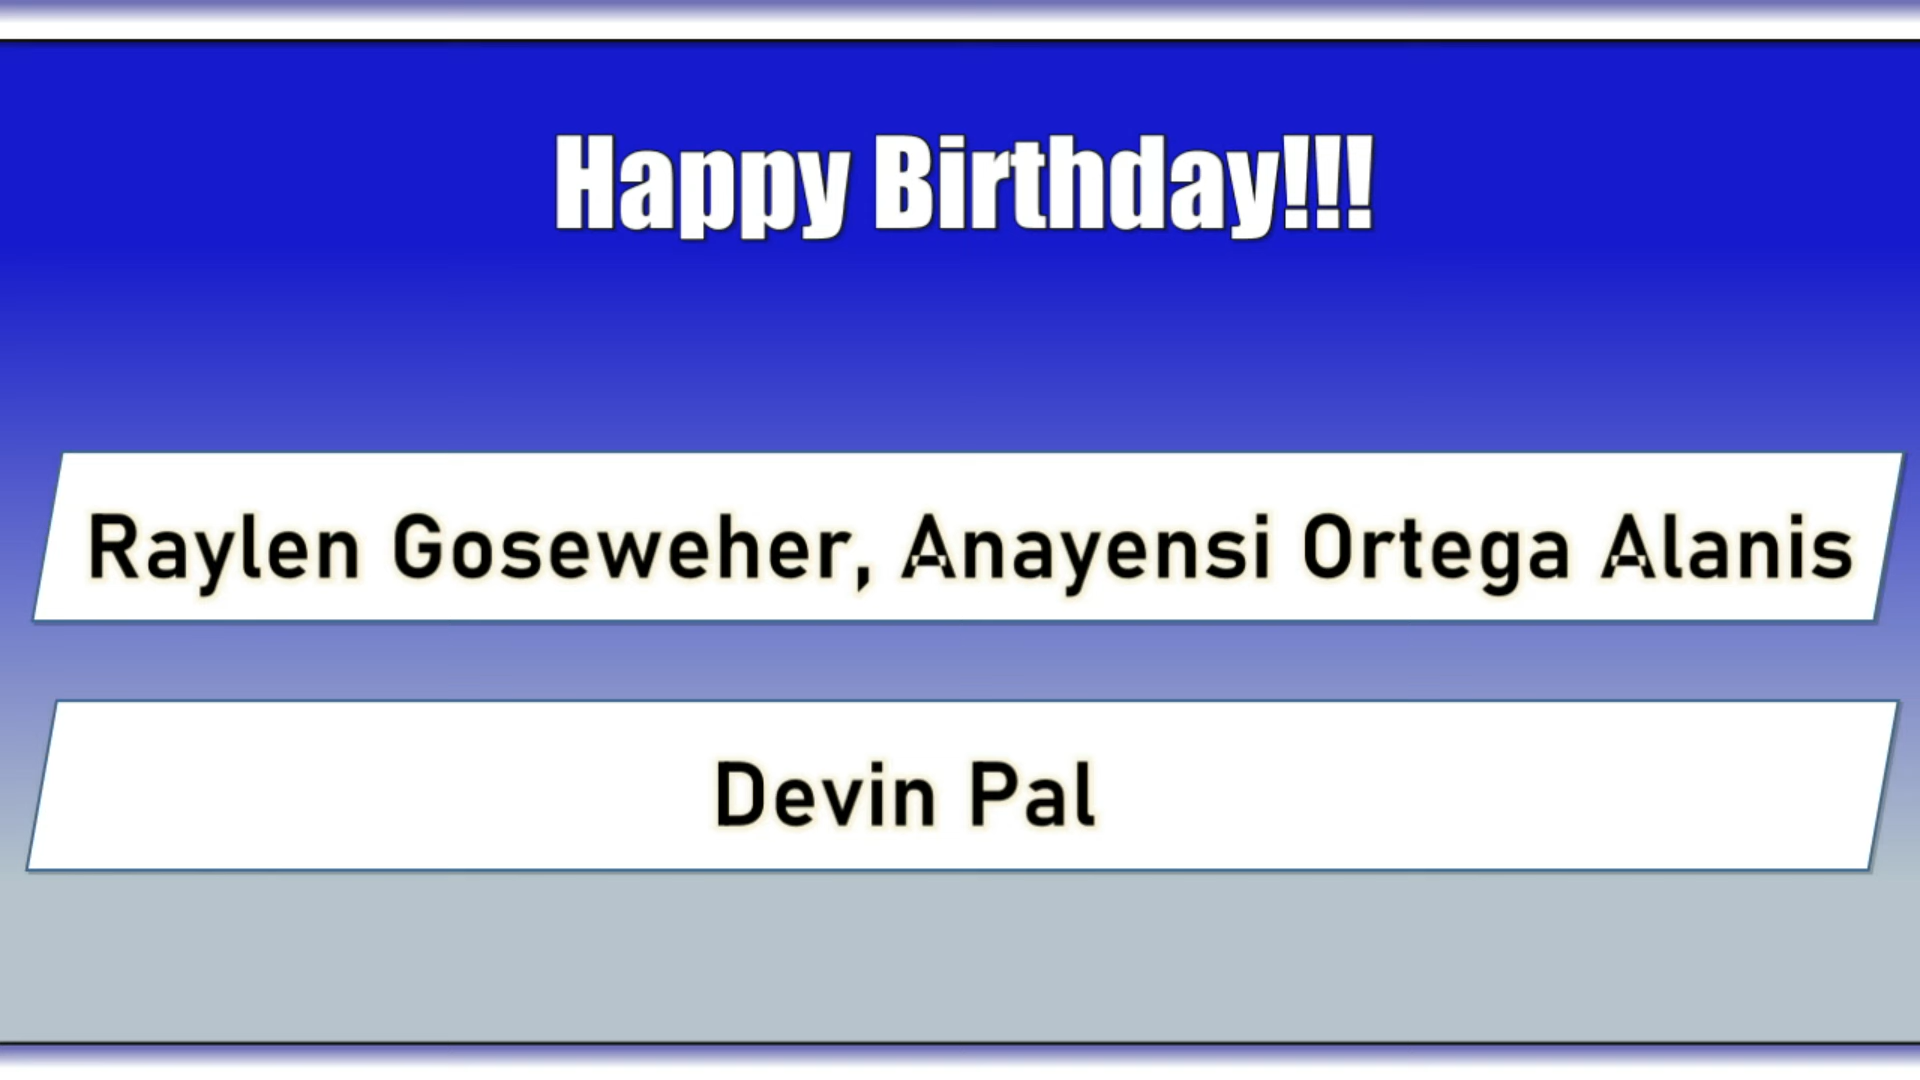 Happy Birthday!!!
Raylen Goseweher, Anayensi Ortega Alanis
Devin Pal